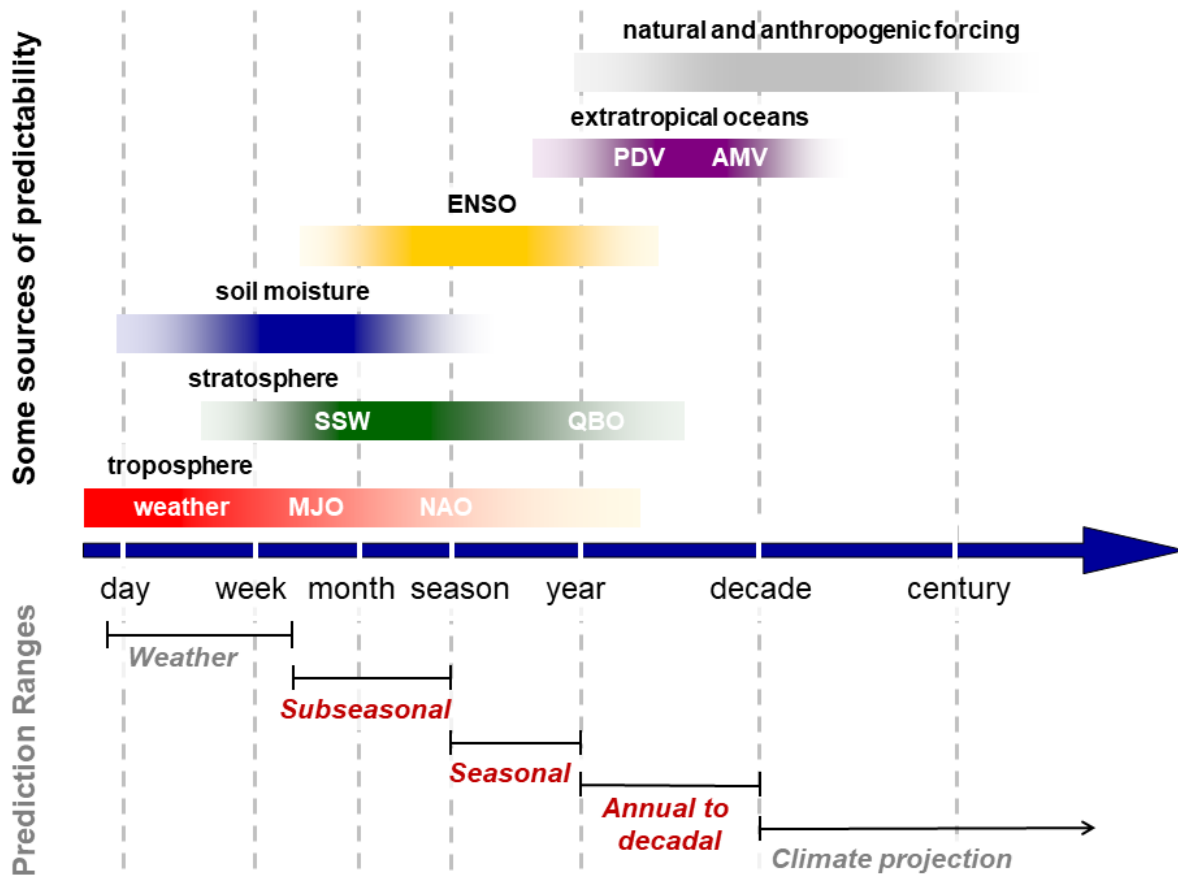 Some sources of predictability
natural and anthropogenic forcing
extratropical oceans
PDV AMV
ENSO
soil moisture
stratosphere
SSW QBO
troposphere
weather MJO NAO
day week month season year decade century
Prediction Ranges
Weather
Subseasonal
Seasonal
Annual to
decadal
Climate projection